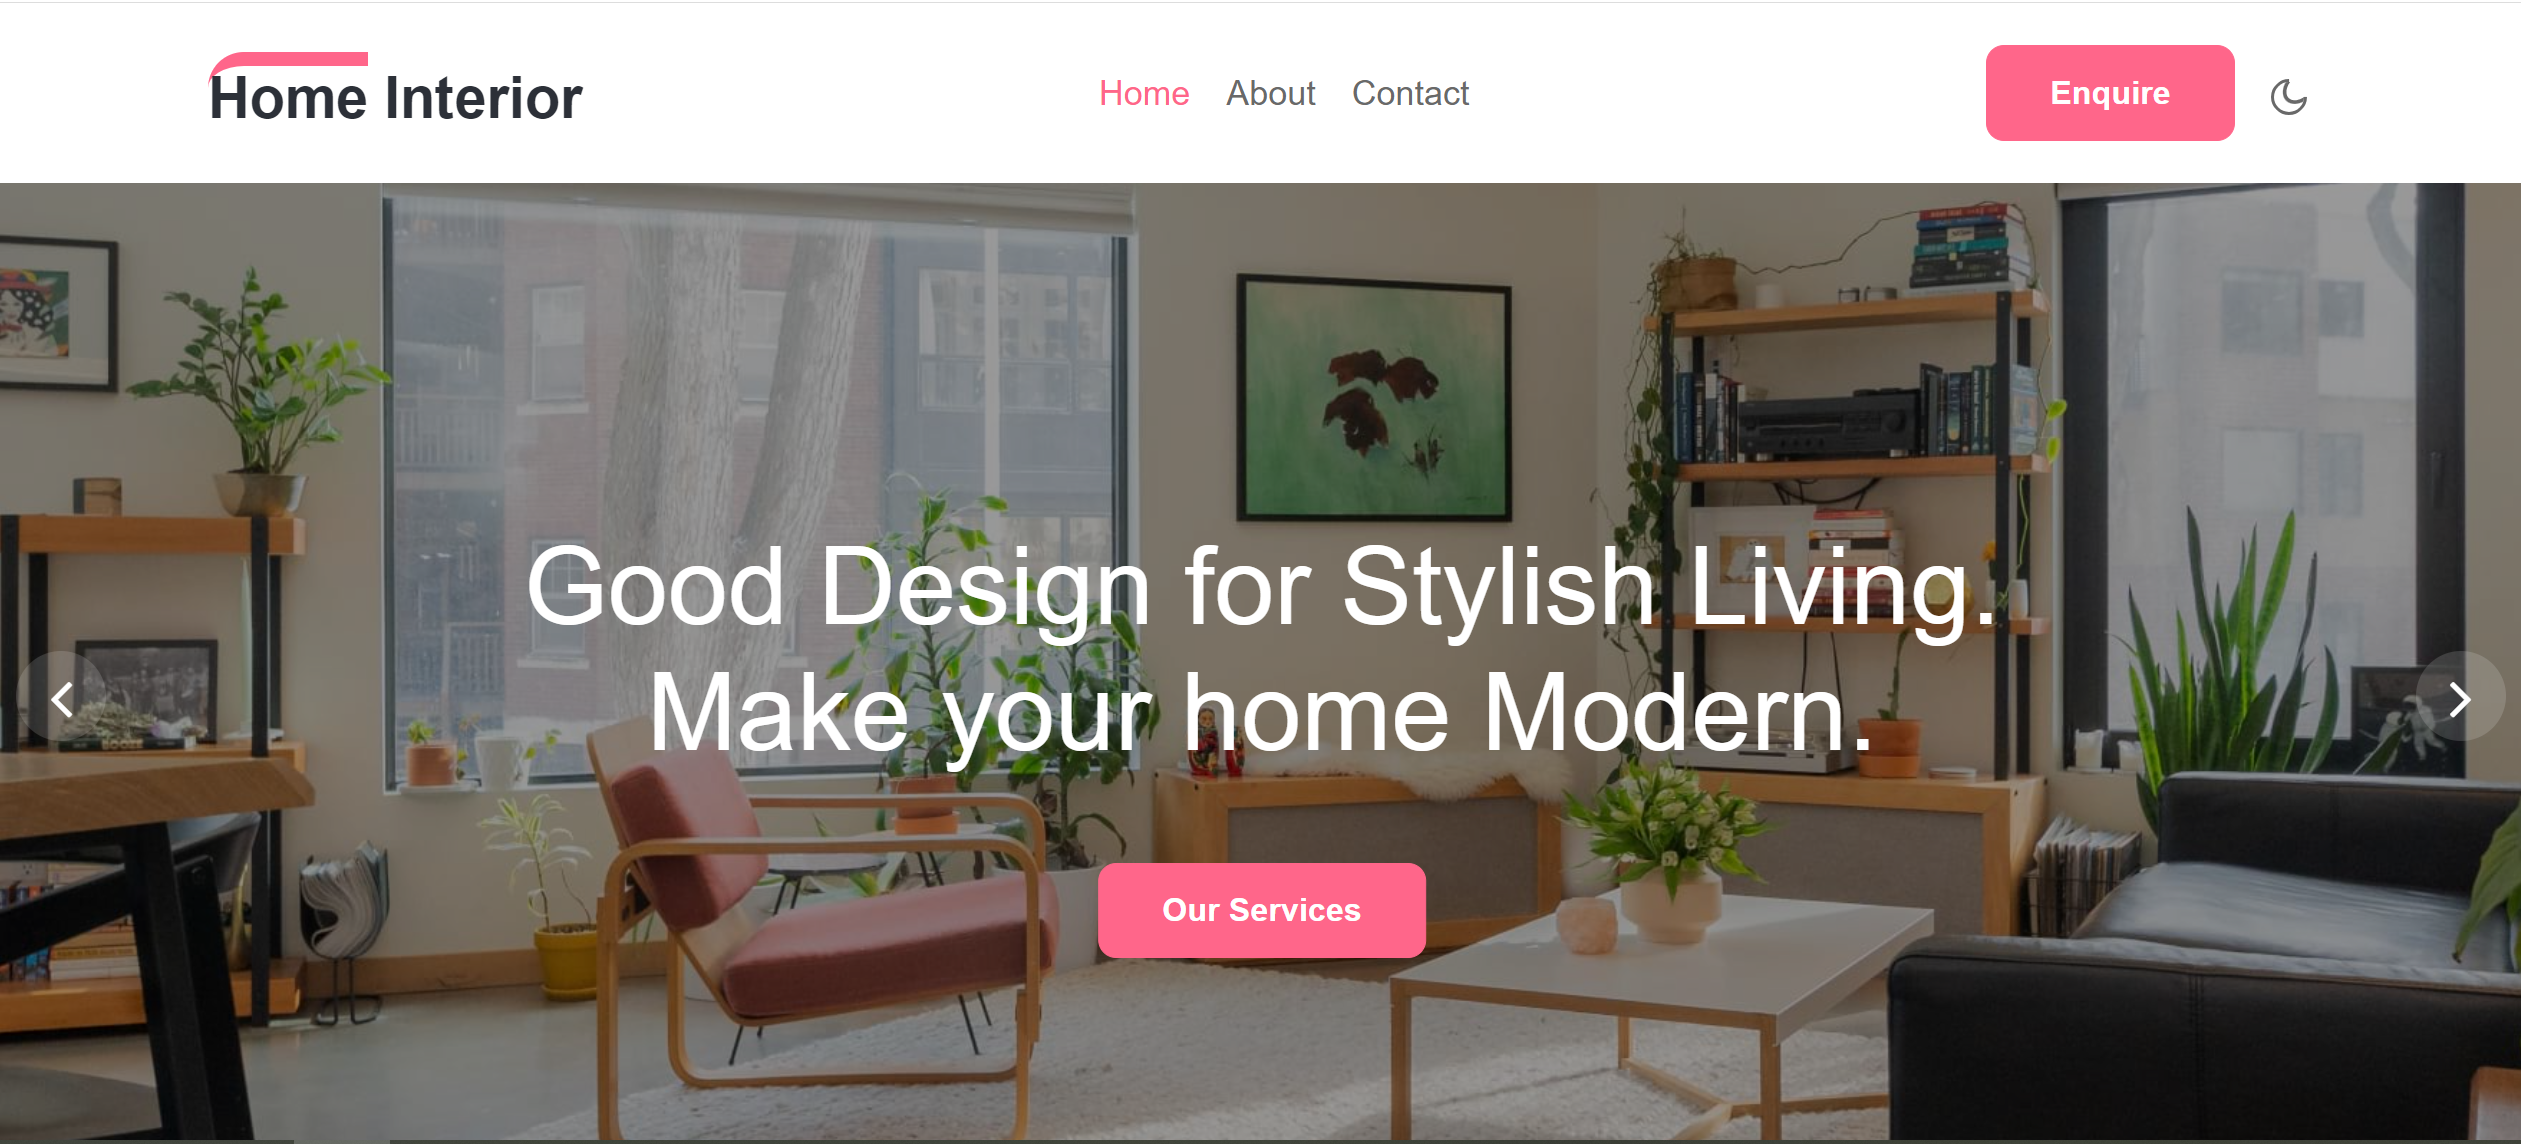 Home Interior
Home About Contact
Enquire
Good Design for Stylish Living.
Make your home Modern.
Our Services